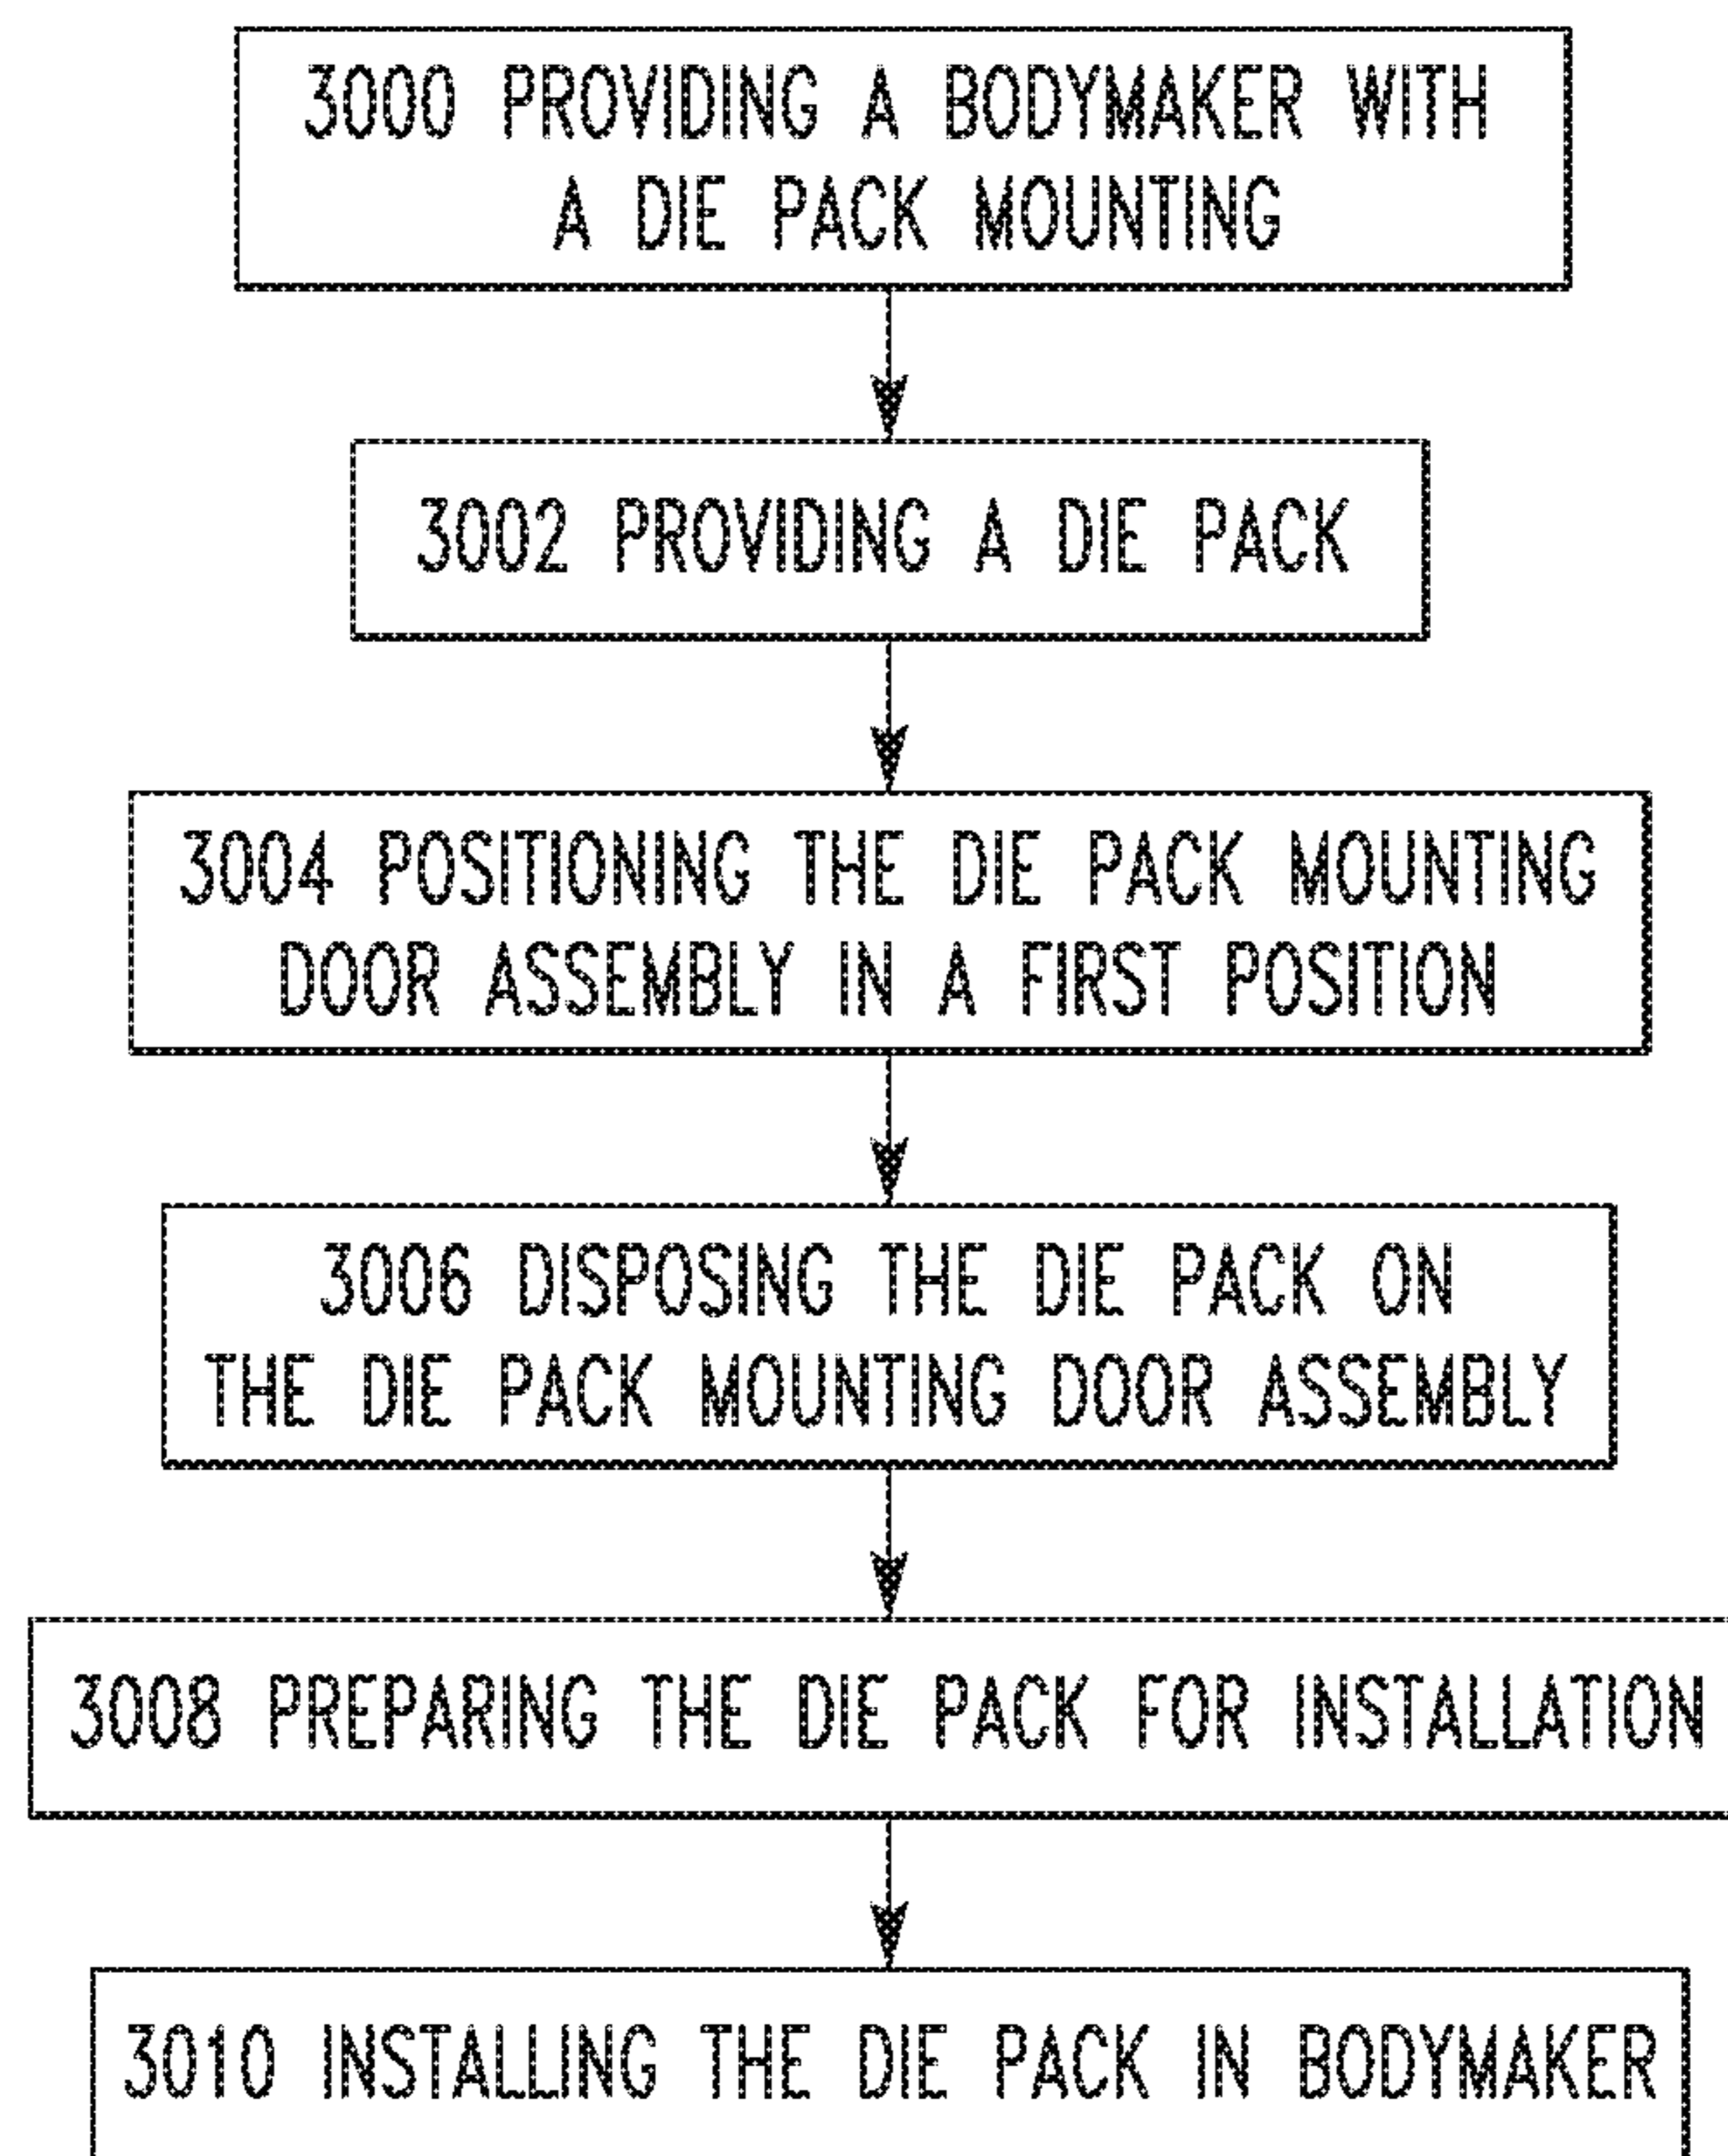 3000 PROVIDING A BODYMAKER WITH
A DIE PACK MOUNTING
3002 PROVIDING A DIE PACK
3004 POSITIONING THE DIE PACK MOUNTING
DOOR ASSEMBLY IN A FIRST POSITION
3006 DISPOSING THE DIE PACK ON
THE DIE PACK MOUNTING DOOR ASSEMBLY
3008 PREPARING THE DIE PACK FOR INSTALLATION
3010 INSTALLING THE DIE PACK IN BODYMAKER